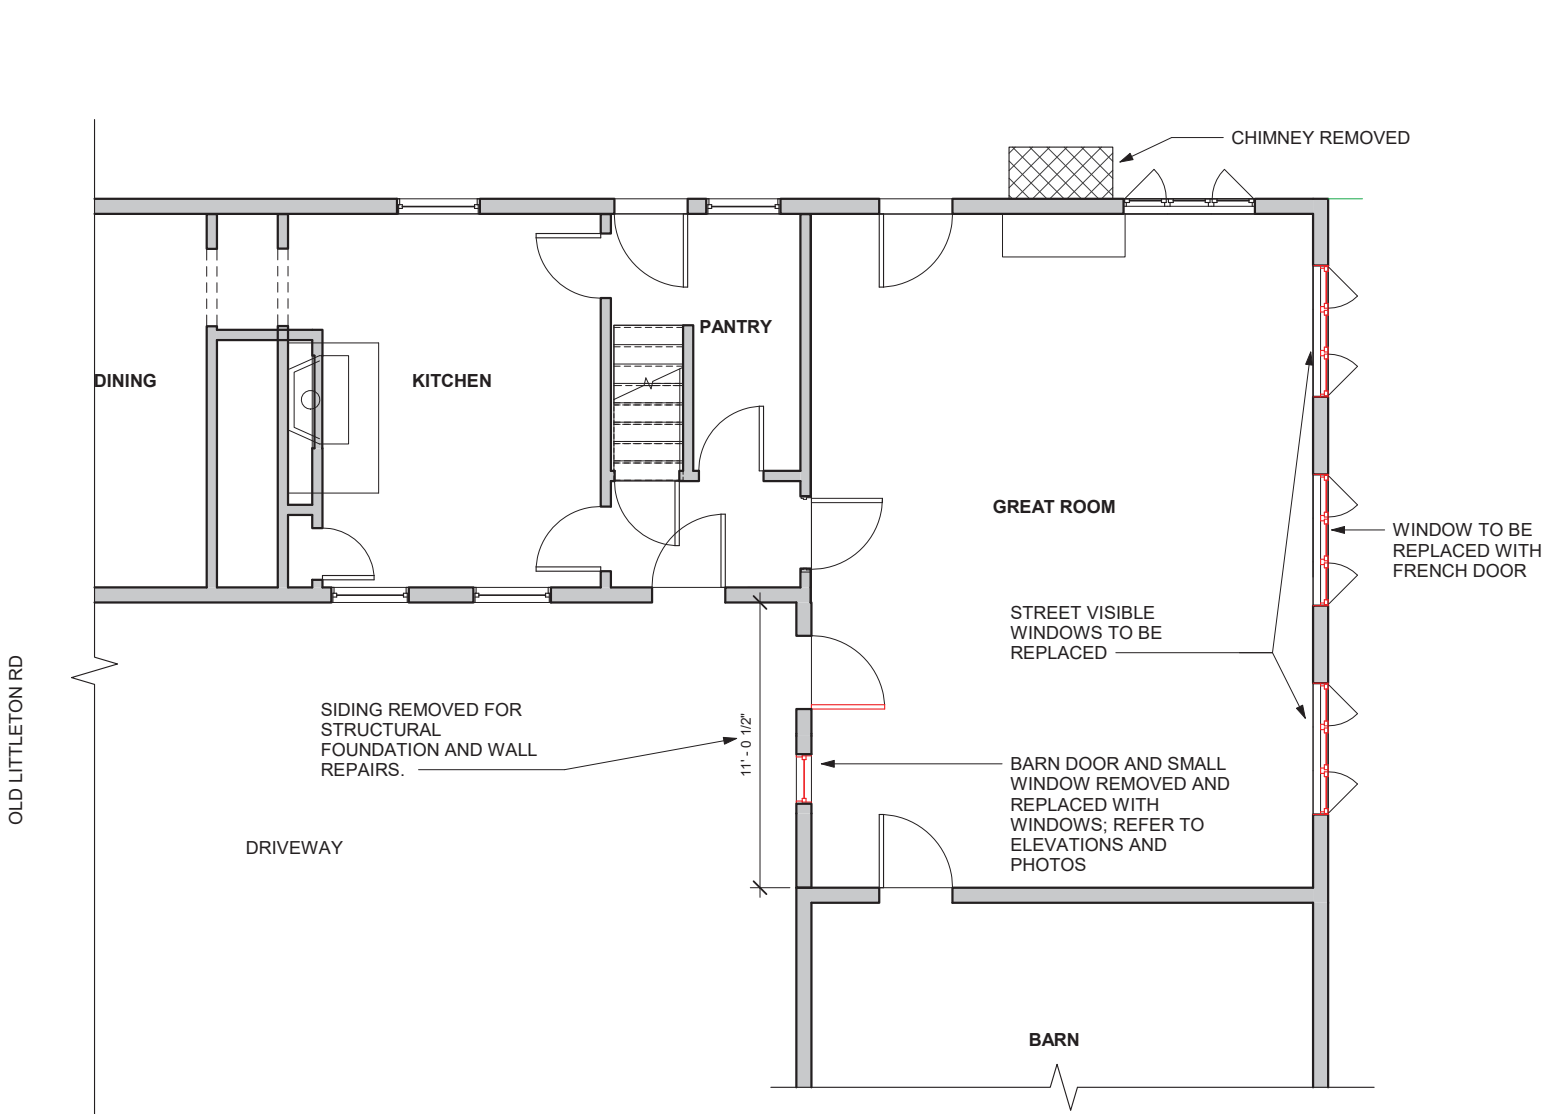 CHIMNEY REMOVED
PANTRY
DINING
KITCHEN
GREAT ROOM
WINDOW TO BE
REPLACED WITH
FRENCH DOOR
STREET VISIBLE
WINDOWS TO BE
REPLACED
OLD LITTLETON RD
SIDING REMOVED FOR
STRUCTURAL
FOUNDATION AND WALL
REPAIRS.
11' - 0 1/2"
BARN DOOR AND SMALL
WINDOW REMOVED AND
REPLACED WITH
WINDOWS; REFER TO
ELEVATIONS AND
PHOTOS
DRIVEWAY
BARN